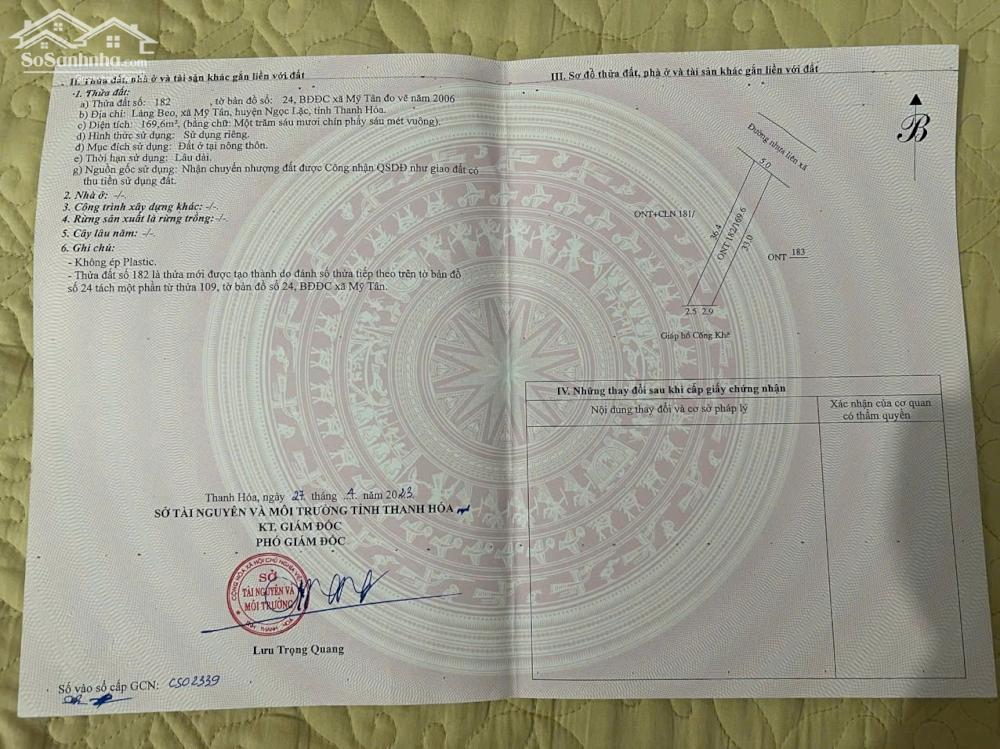 SoSanhnha.com
II. Thửa đất, nhà ở và tài sản khác gắn liền với đất
1. Thửa đất:
a) Thửa đất số: 182 , tờ bản đồ số: 24, BĐĐC xã Mỹ Tân đo vẽ năm 2006
b) Địa chỉ: Làng Beo, xã Mỹ Tân, huyện Ngọc Lặc, tỉnh Thanh Hóa.
c) Diện tích: 169,6m², (bằng chữ: Một trăm sáu mươi chín phẩy sáu mét vuông).
d) Hình thức sử dụng: Sử dụng riêng.
đ) Mục đích sử dụng: Đất ở tại nông thôn.
e) Thời hạn sử dụng: Lâu dài.
g) Nguồn gốc sử dụng: Nhận chuyển nhượng đất được Công nhận QSDĐ như giao đất có
thu tiền sử dụng đất.
2. Nhà ở: -/-
3. Công trình xây dựng khác: -/-
4. Rừng sản xuất là rừng trồng: -/-
5. Cây lâu năm: -/-
6. Ghi chú:
- Không ép Plastic.
- Thửa đất số 182 là thửa mới được tạo thành do đánh số thửa tiếp theo trên tờ bản đồ
số 24 tách một phần từ thửa 109, tờ bản đồ số 24, BĐĐC xã Mỹ Tân.
Thanh Hóa, ngày 27 tháng 4 năm 2023
SỞ TÀI NGUYÊN VÀ MÔI TRƯỜNG TỈNH THANH HÓA
KT. GIÁM ĐỐC
PHÓ GIÁM ĐỐC
CỘNG HÒA XÃ HỘI CHỦ NGHĨA
SỞ
TÀI NGUYÊN VÀ
MÔI TRƯỜNG
TỈNH THANH HÓA
Lưu Trọng Quang
Số vào sổ cấp GCN: CS02339
III. Sơ đồ thửa đất, nhà ở và tài sản khác gắn liền với đất
B
Đường nhựa liên xã
5.0
ONT+CLN 181/
36.4
ONT 182/169.6
33.0
ONT 183
2.5 2.9
Giáp hồ Cống Khê
IV. Những thay đổi sau khi cấp giấy chứng nhận
Nội dung thay đổi và cơ sở pháp lý
Xác nhận của cơ quan
có thẩm quyền